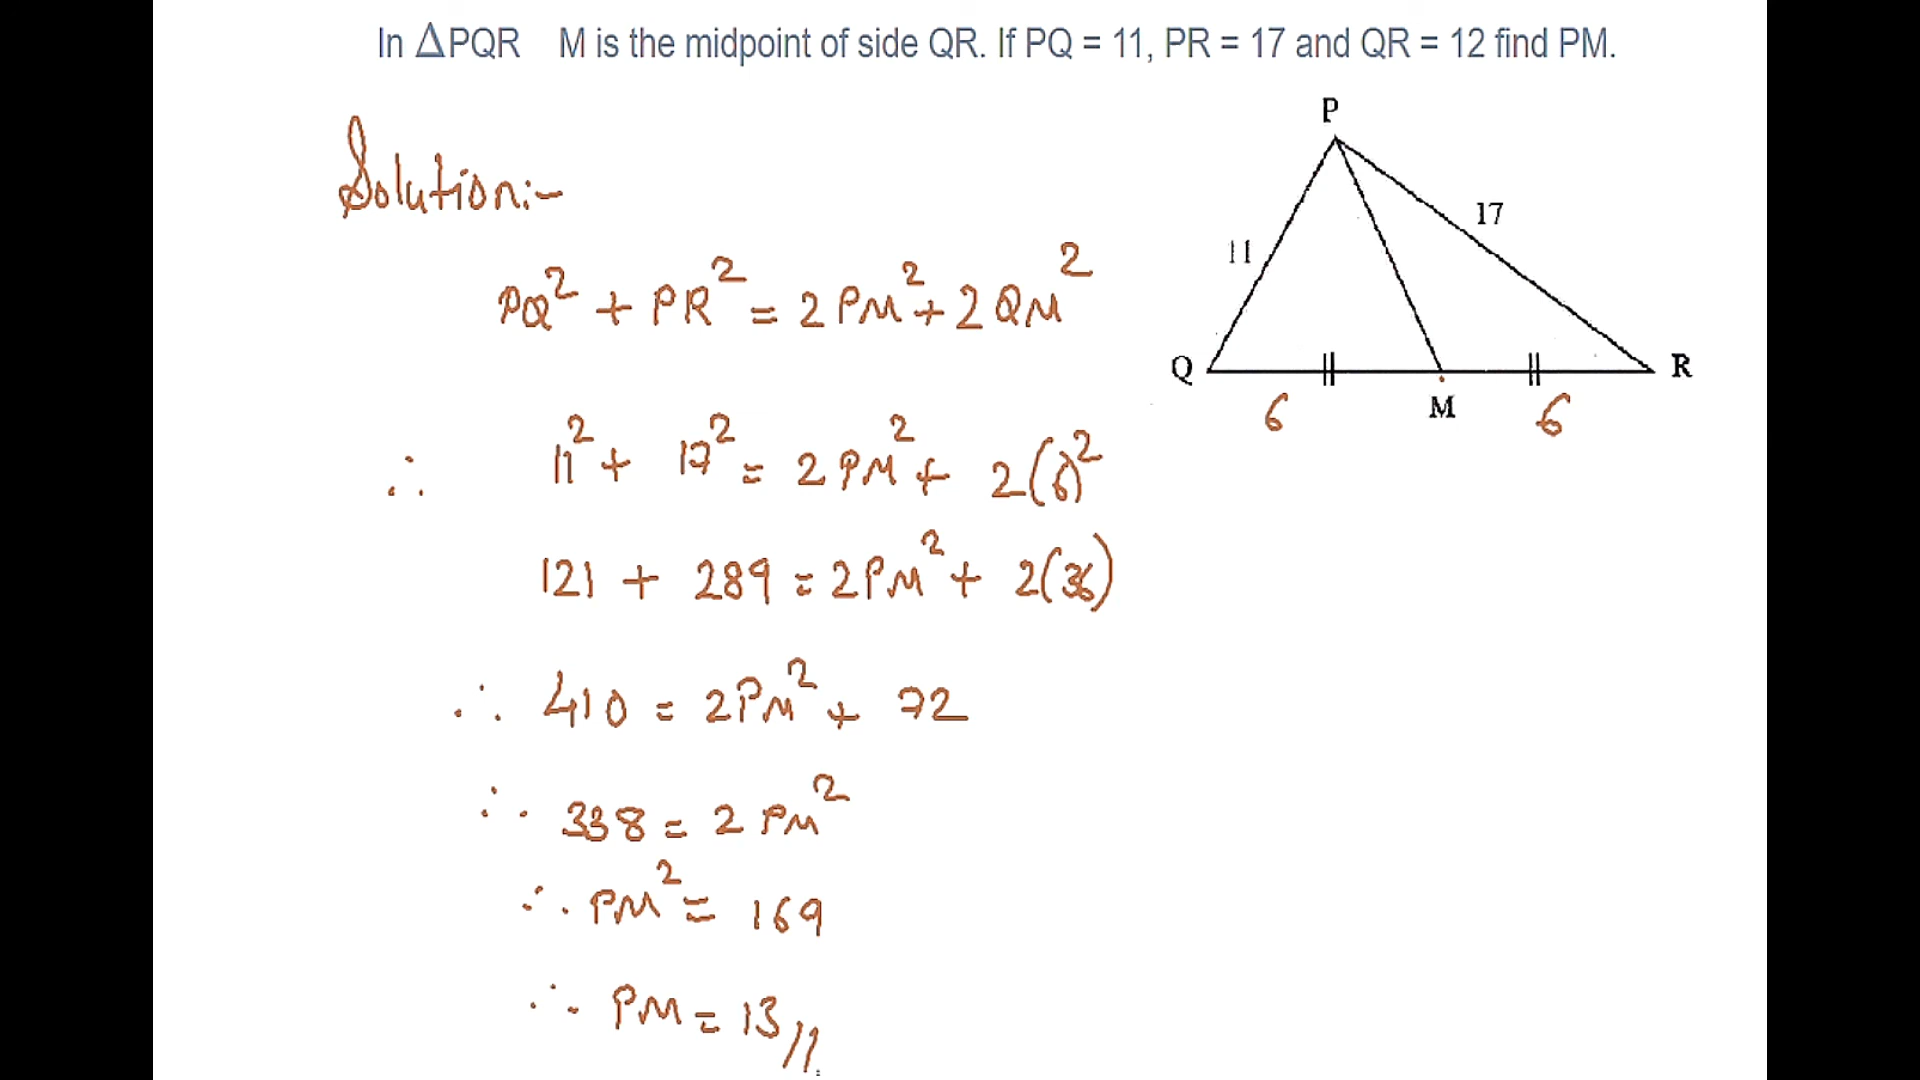 In ΔPQR M is the midpoint of side QR. If PQ = 11, PR = 17 and QR = 12 find PM.
Solution:-
PQ² + PR² = 2PM² + 2QM²
∴ 11² + 17² = 2PM² + 2(6)²
121 + 289 = 2PM² + 2(36)
∴ 410 = 2PM² + 72
∴ 338 = 2PM²
∴ PM² = 169
∴ PM = 13//.
P
11
17
Q
R
6
M
6